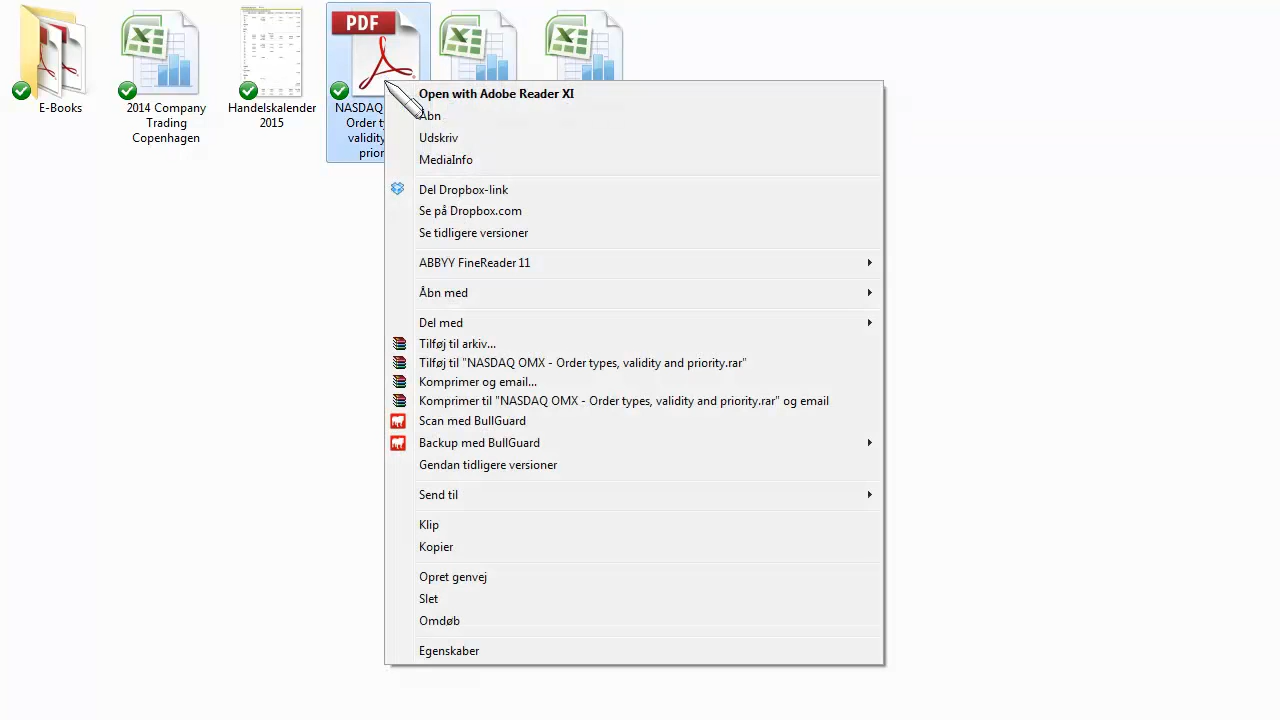 E-Books
2014 Company
Trading
Copenhagen
Handelskalender
2015
PDF
NASDAQ
Order
validity
Open with Adobe Reader XI
Åbn
Udskriv
MediaInfo
Del Dropbox-link
Se på Dropbox.com
Se tidligere versioner
ABBYY FineReader 11
Åbn med
Del med
Tilføj til arkiv...
Tilføj til "NASDAQ OMX - Order types, validity and priority.rar"
Komprimer og email...
Komprimer til "NASDAQ OMX - Order types, validity and priority.rar" og email
Scan med BullGuard
Backup med BullGuard
Gendan tidligere versioner
Send til
Klip
Kopier
Opret genvej
Slet
Omdøb
Egenskaber